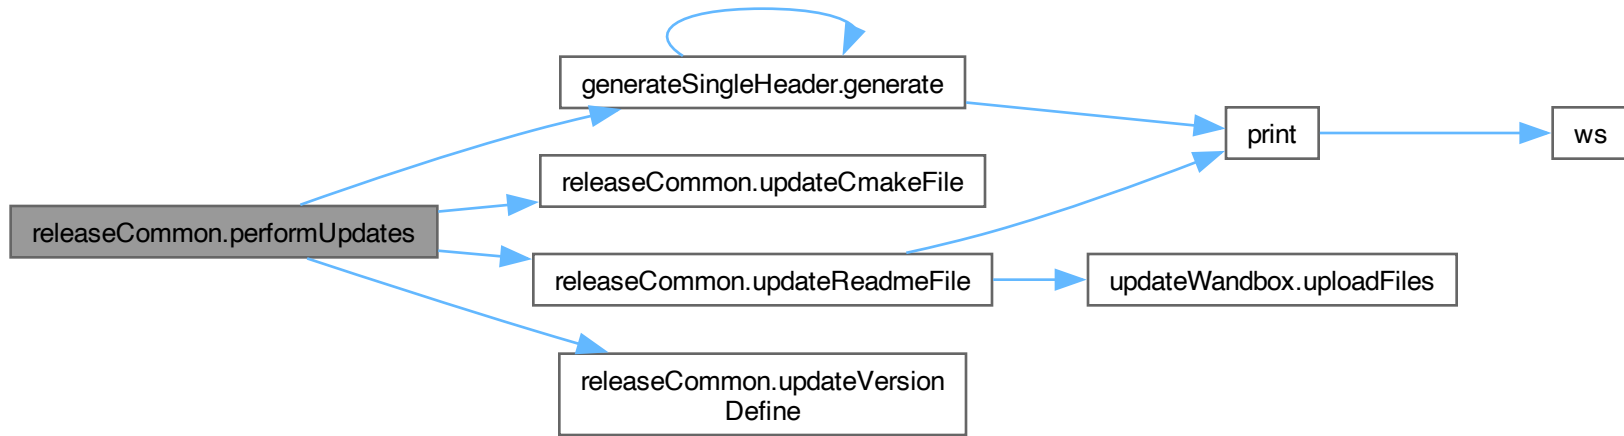 generateSingleHeader.generate
print
ws
releaseCommon.updateCmakeFile
releaseCommon.performUpdates
releaseCommon.updateReadmeFile
updateWandbox.uploadFiles
releaseCommon.updateVersion
Define